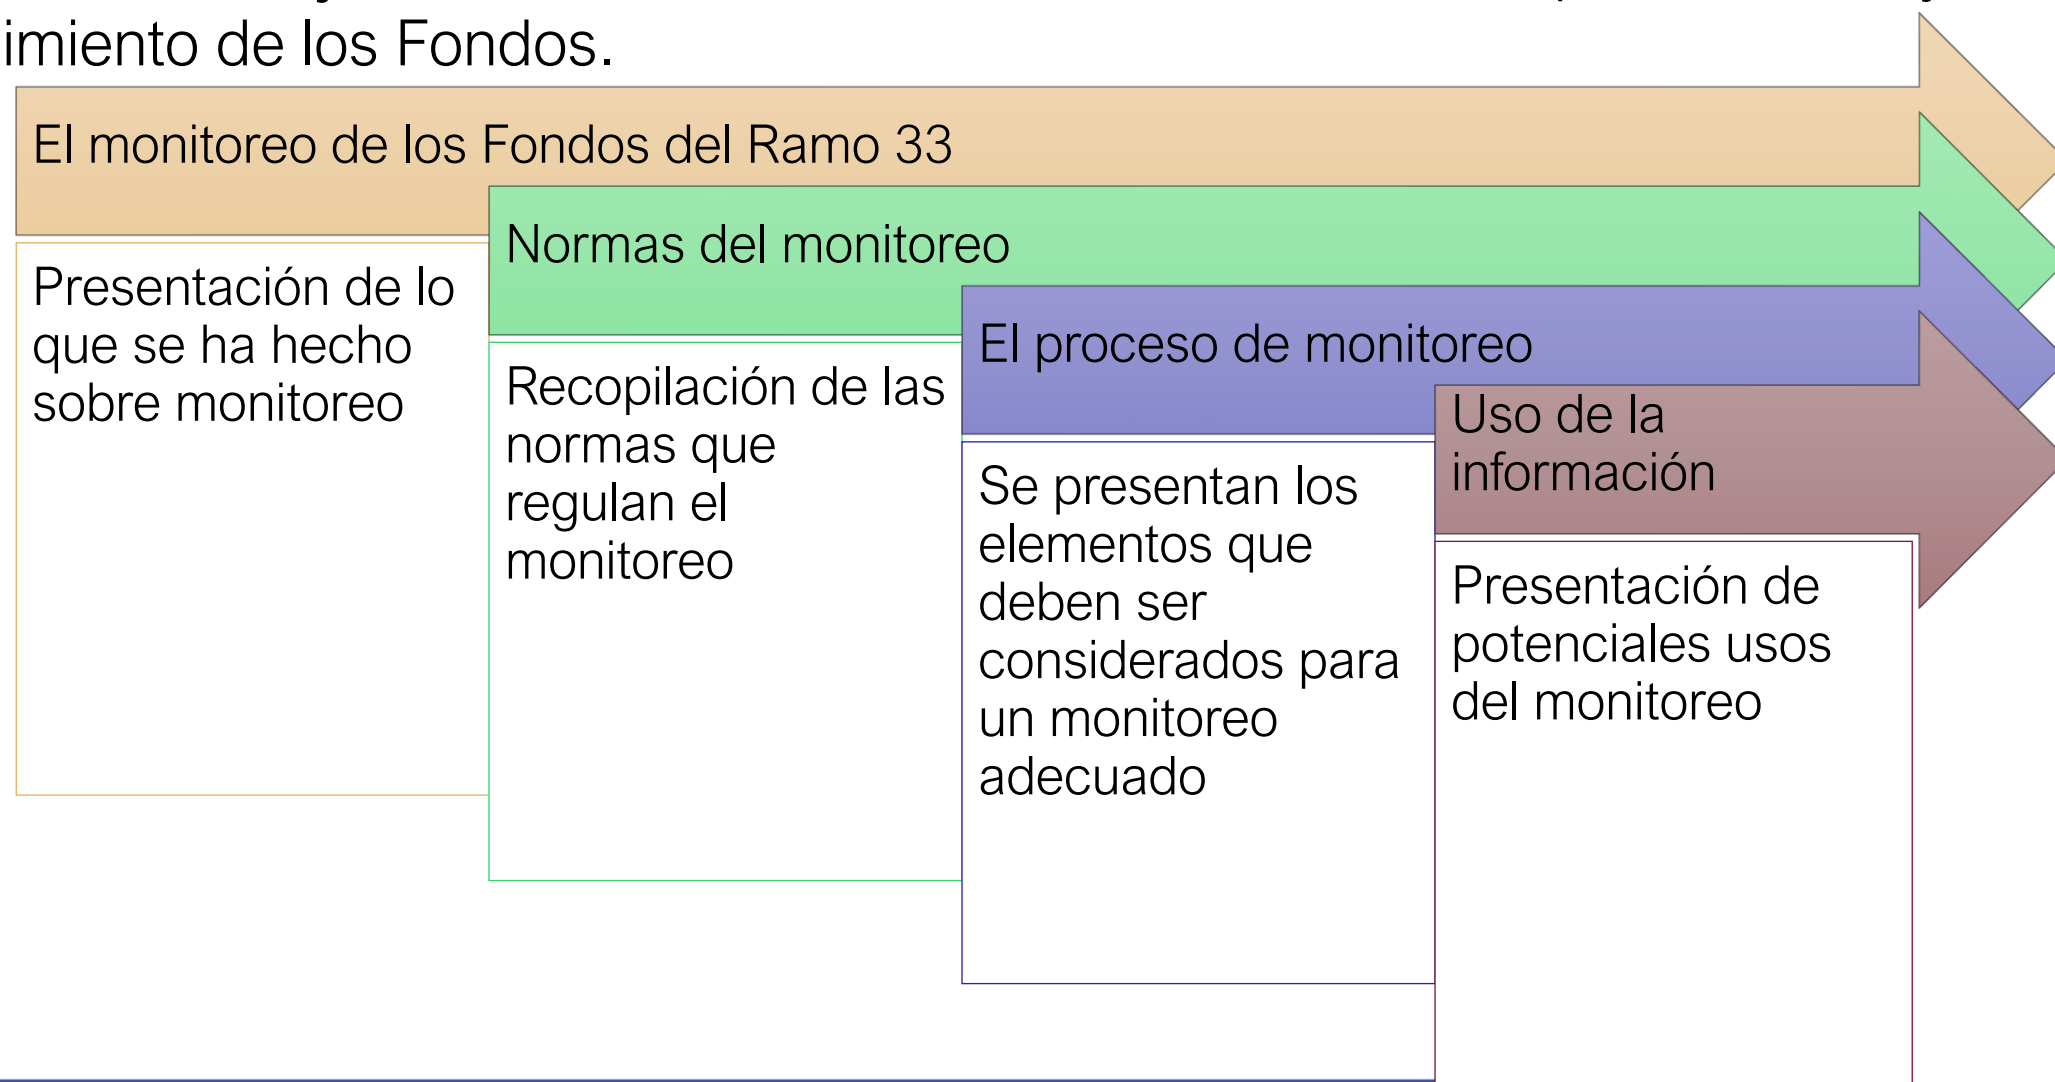 imiento de los Fondos.
El monitoreo de los Fondos del Ramo 33
Presentación de lo
que se ha hecho
sobre monitoreo
Normas del monitoreo
Recopilación de las
normas que
regulan el
monitoreo
El proceso de monitoreo
Se presentan los
elementos que
deben ser
considerados para
un monitoreo
adecuado
Uso de la
información
Presentación de
potenciales usos
del monitoreo